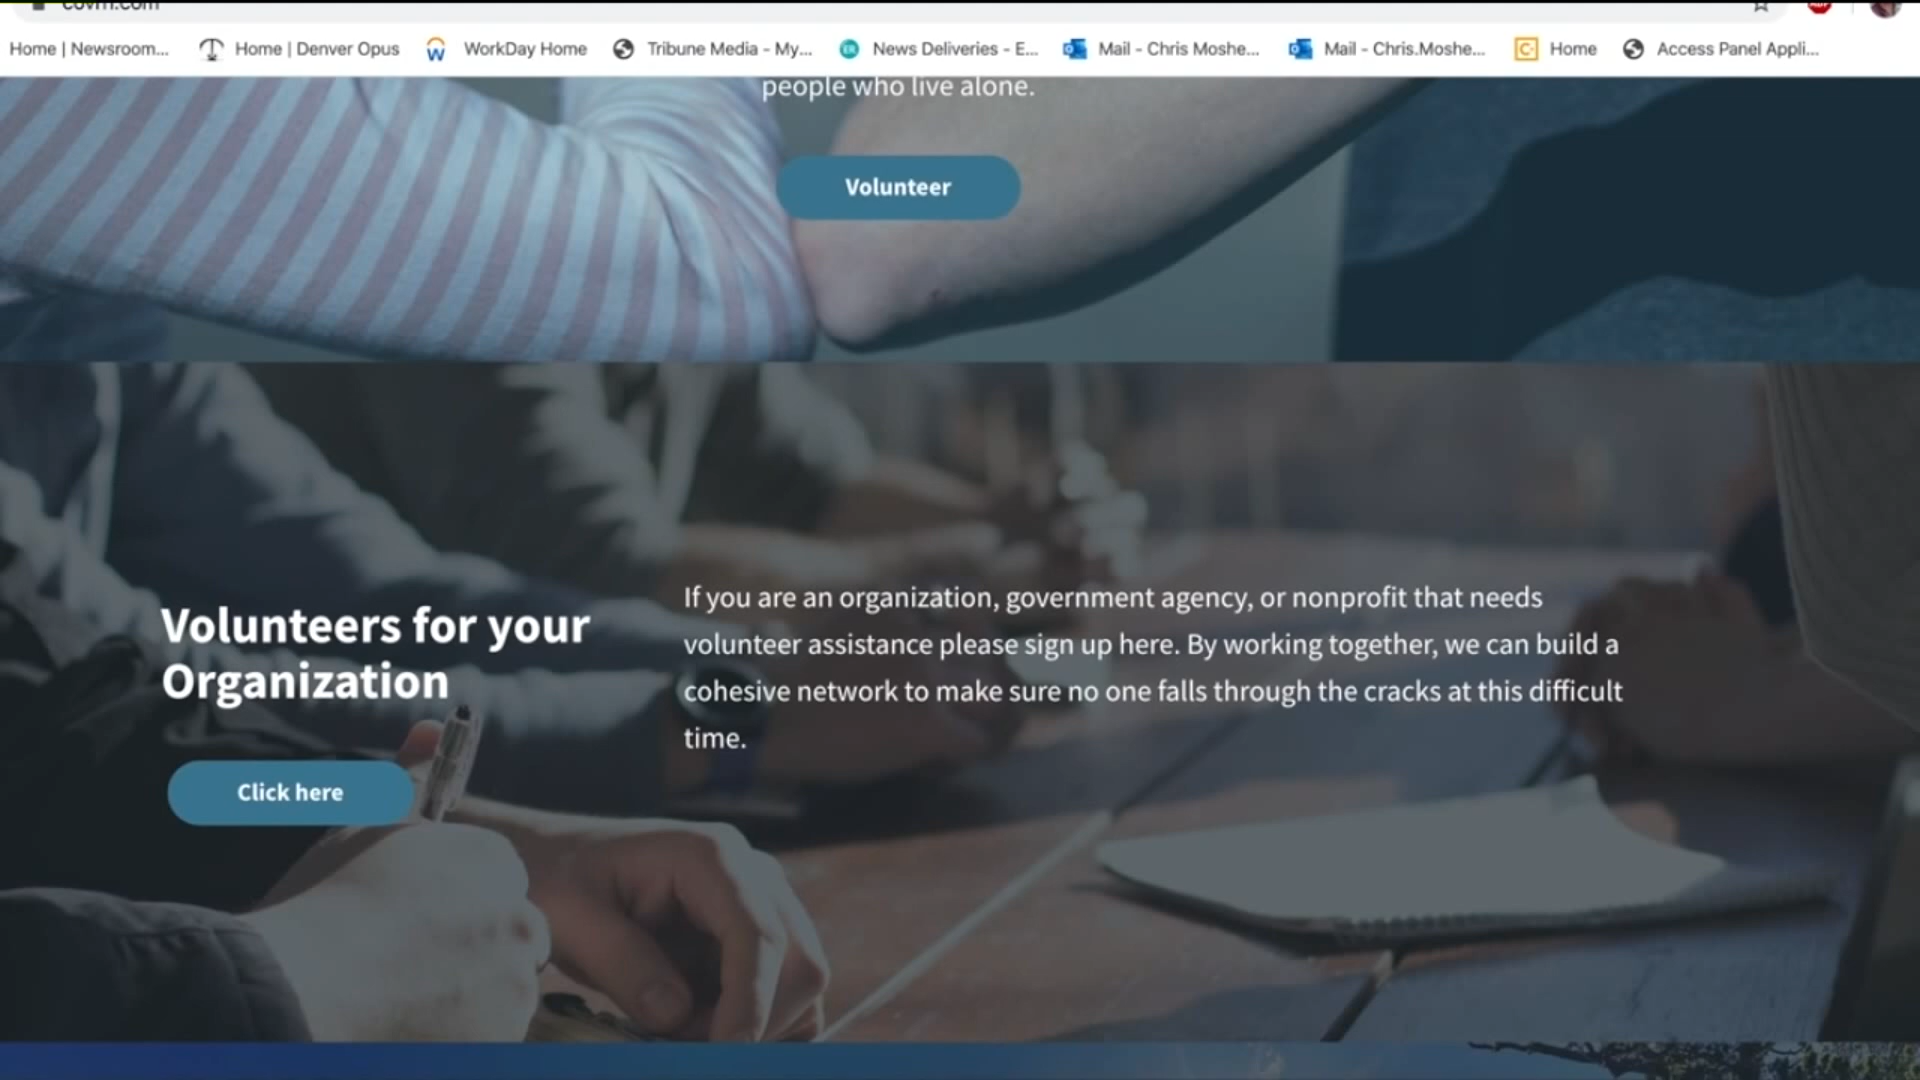 Home | Newsroom... Home | Denver Opus WorkDay Home Tribune Media - My... News Deliveries - E... Mail - Chris Moshe... Mail - Chris.Moshe... Home Access Panel Appli...
people who live alone.
Volunteer
Volunteers for your
Organization
Click here
If you are an organization, government agency, or nonprofit that needs
volunteer assistance please sign up here. By working together, we can build a
cohesive network to make sure no one falls through the cracks at this difficult
time.